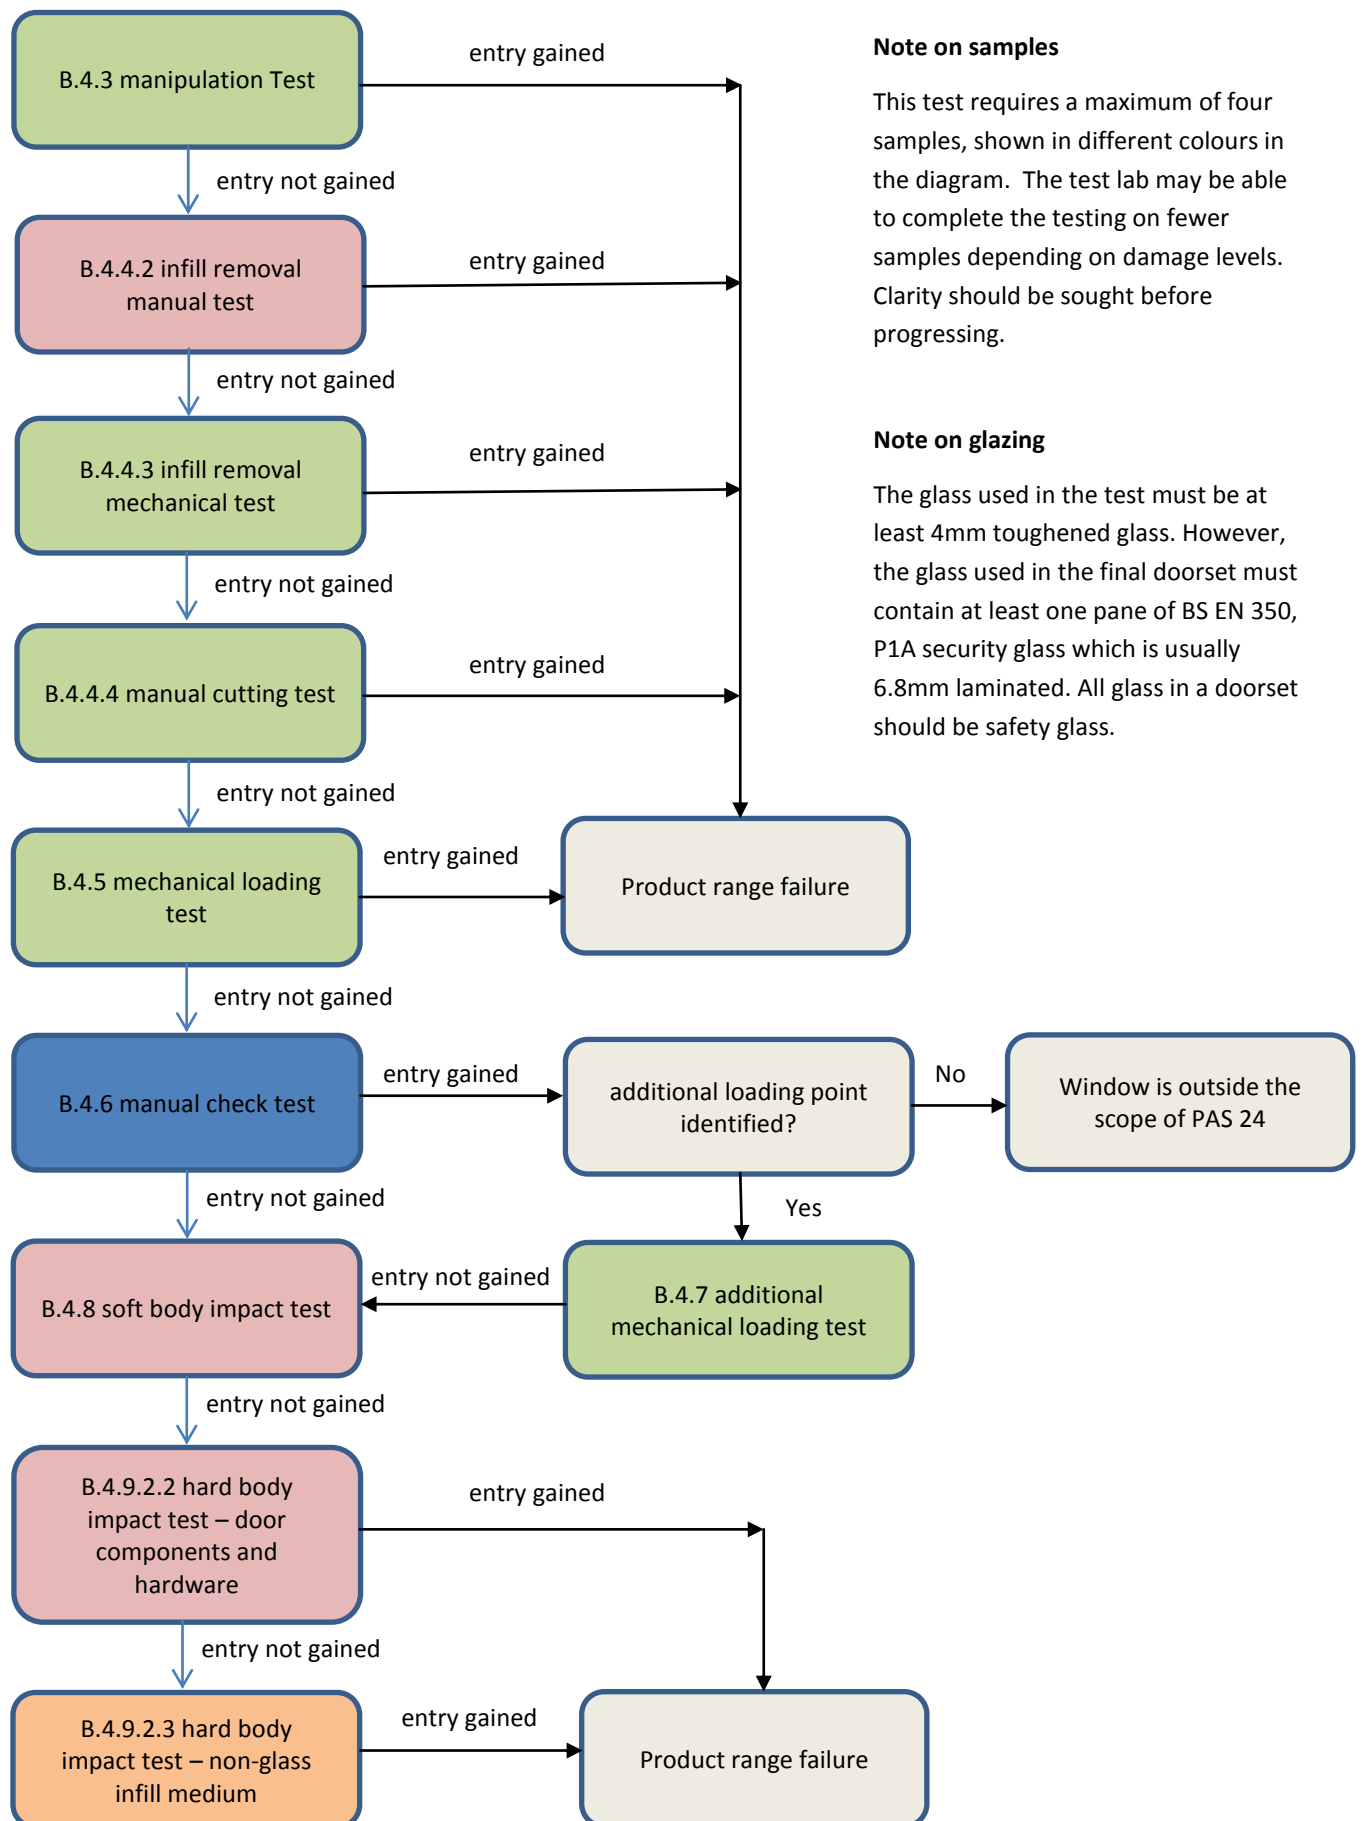 B.4.3 manipulation Test
entry gained
entry not gained
B.4.4.2 infill removal
manual test
entry gained
entry not gained
B.4.4.3 infill removal
mechanical test
entry gained
entry not gained
B.4.4.4 manual cutting test
entry gained
entry not gained
B.4.5 mechanical loading
test
entry gained
Product range failure
entry not gained
B.4.6 manual check test
entry gained
additional loading point
identified?
No
Window is outside the
scope of PAS 24
entry not gained
Yes
B.4.8 soft body impact test
entry not gained
B.4.7 additional
mechanical loading test
entry not gained
B.4.9.2.2 hard body
impact test – door
components and
hardware
entry gained
entry not gained
B.4.9.2.3 hard body
impact test – non-glass
infill medium
entry gained
Product range failure
Note on samples
This test requires a maximum of four
samples, shown in different colours in
the diagram.  The test lab may be able
to complete the testing on fewer
samples depending on damage levels.
Clarity should be sought before
progressing.
Note on glazing
The glass used in the test must be at
least 4mm toughened glass. However,
the glass used in the final doorset must
contain at least one pane of BS EN 350,
P1A security glass which is usually
6.8mm laminated. All glass in a doorset
should be safety glass.